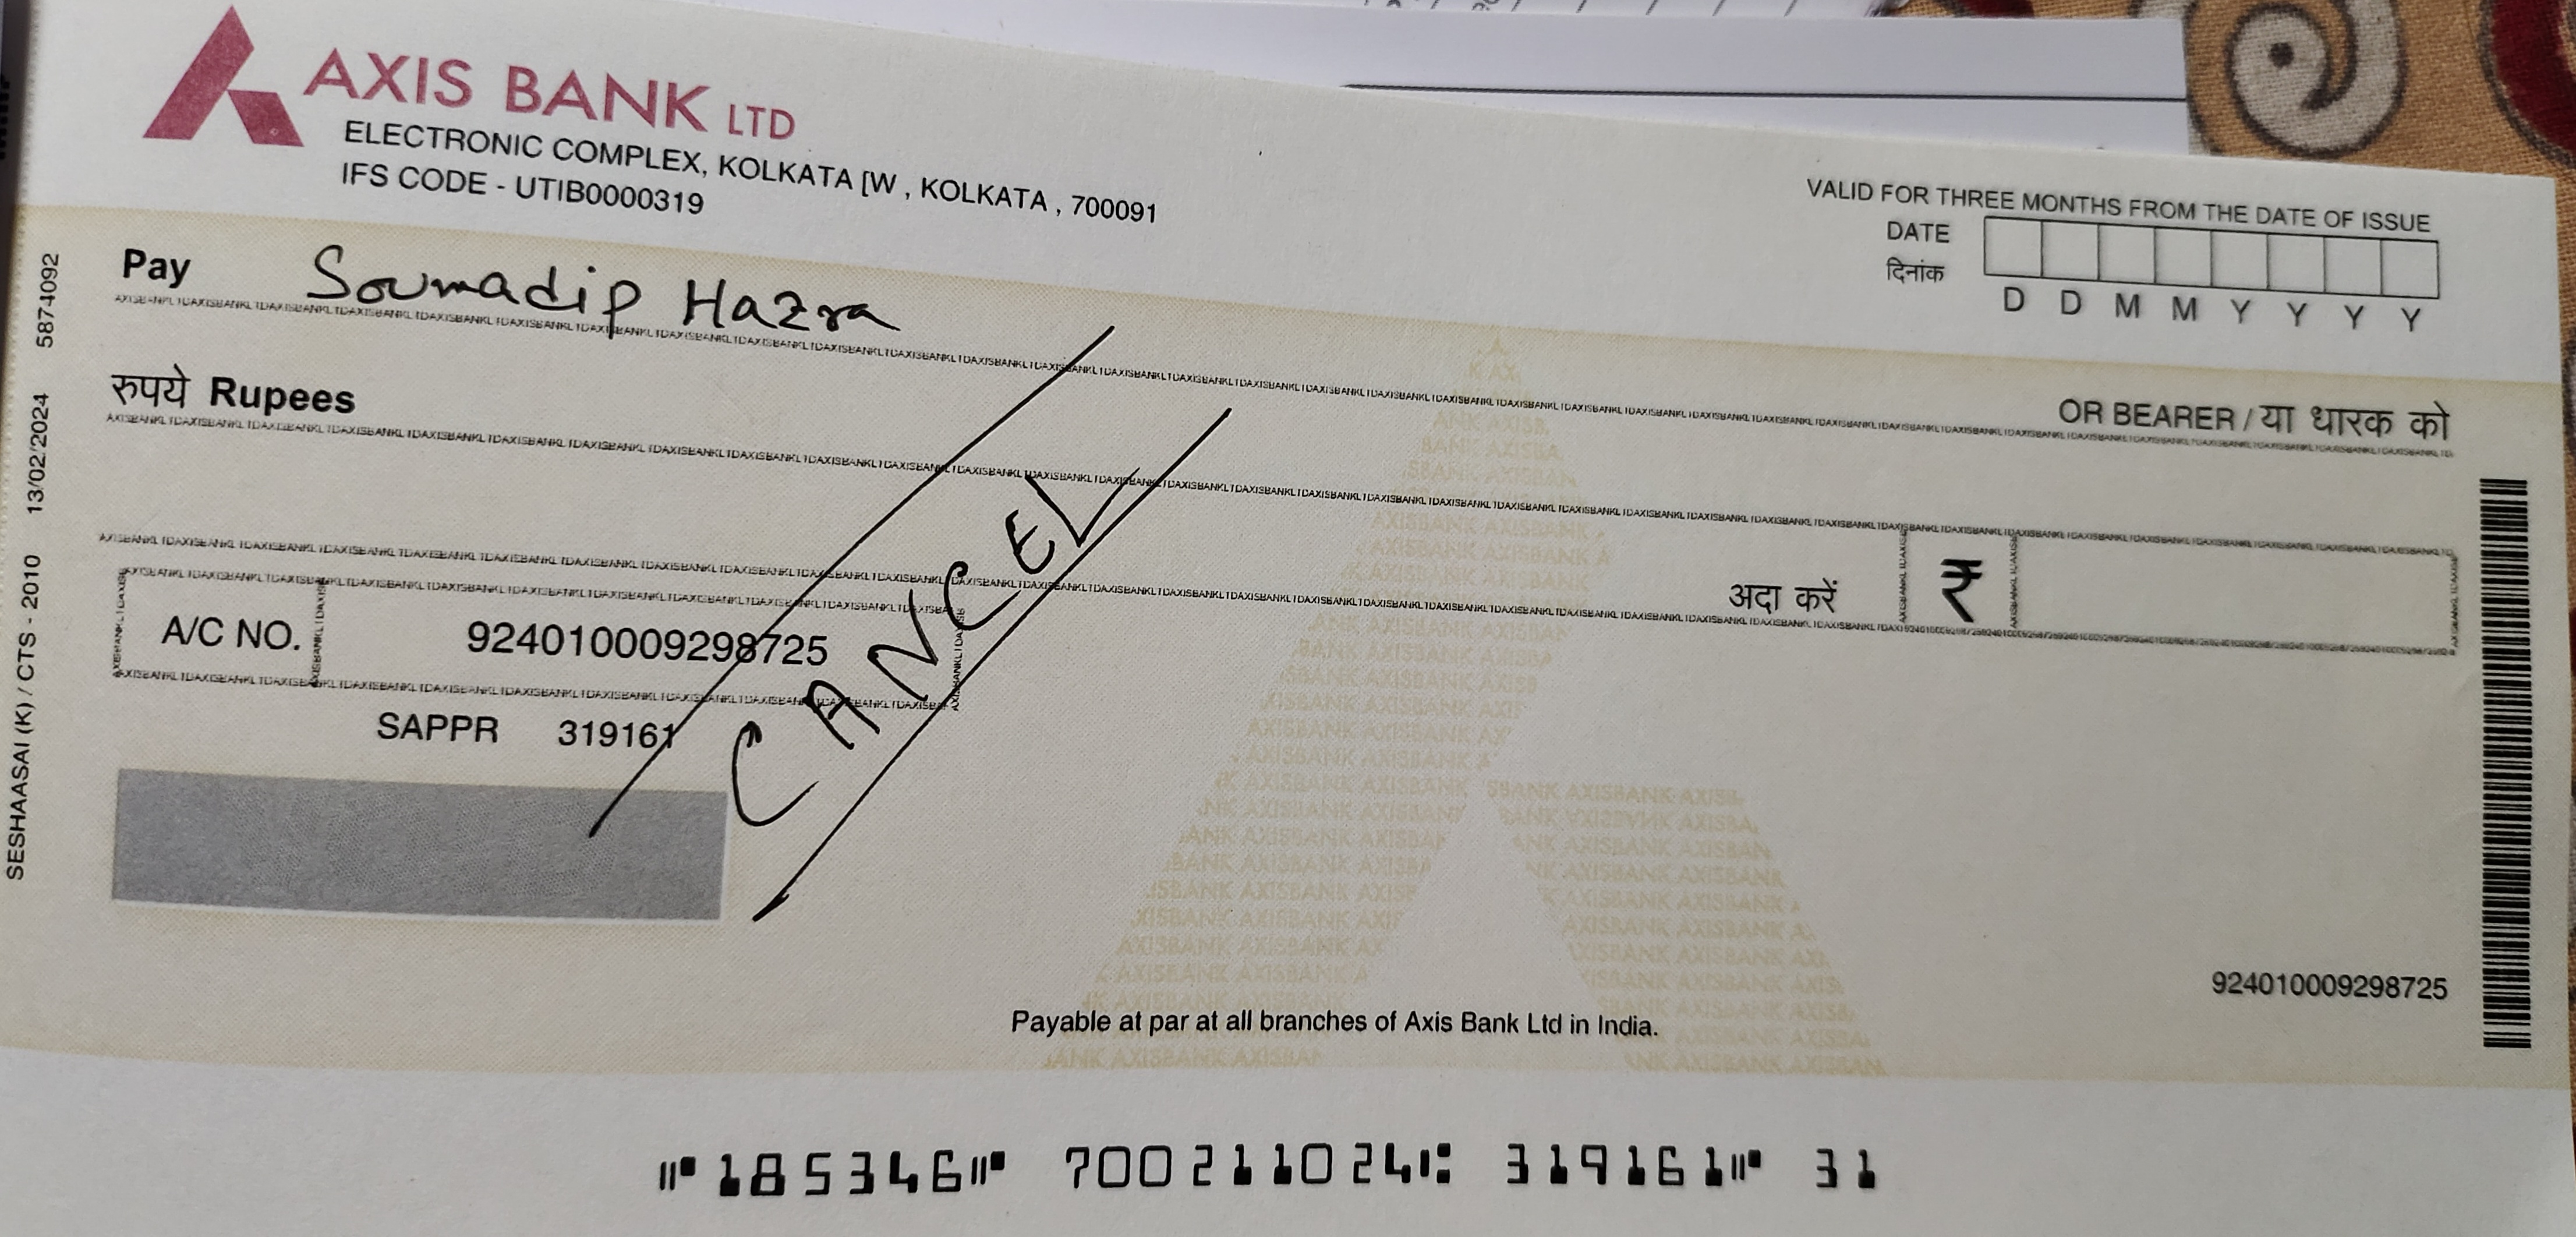 AXIS BANK LTD
ELECTRONIC COMPLEX, KOLKATA [W , KOLKATA , 700091
IFS CODE - UTIB0000319
VALID FOR THREE MONTHS FROM THE DATE OF ISSUE
DATE
दिनांक
D D M M Y Y Y Y
Pay Soumadip Hazra
OR BEARER / या धारक को
रुपये Rupees
अदा करें ₹
A/C NO. 924010009298725
SAPPR 319161
CANCEL
924010009298725
Payable at par at all branches of Axis Bank Ltd in India.
⑈185346⑈ 700211024⑆ 319161⑈ 31
SESHAASAI (K) / CTS - 2010 13/02/2024 5874092